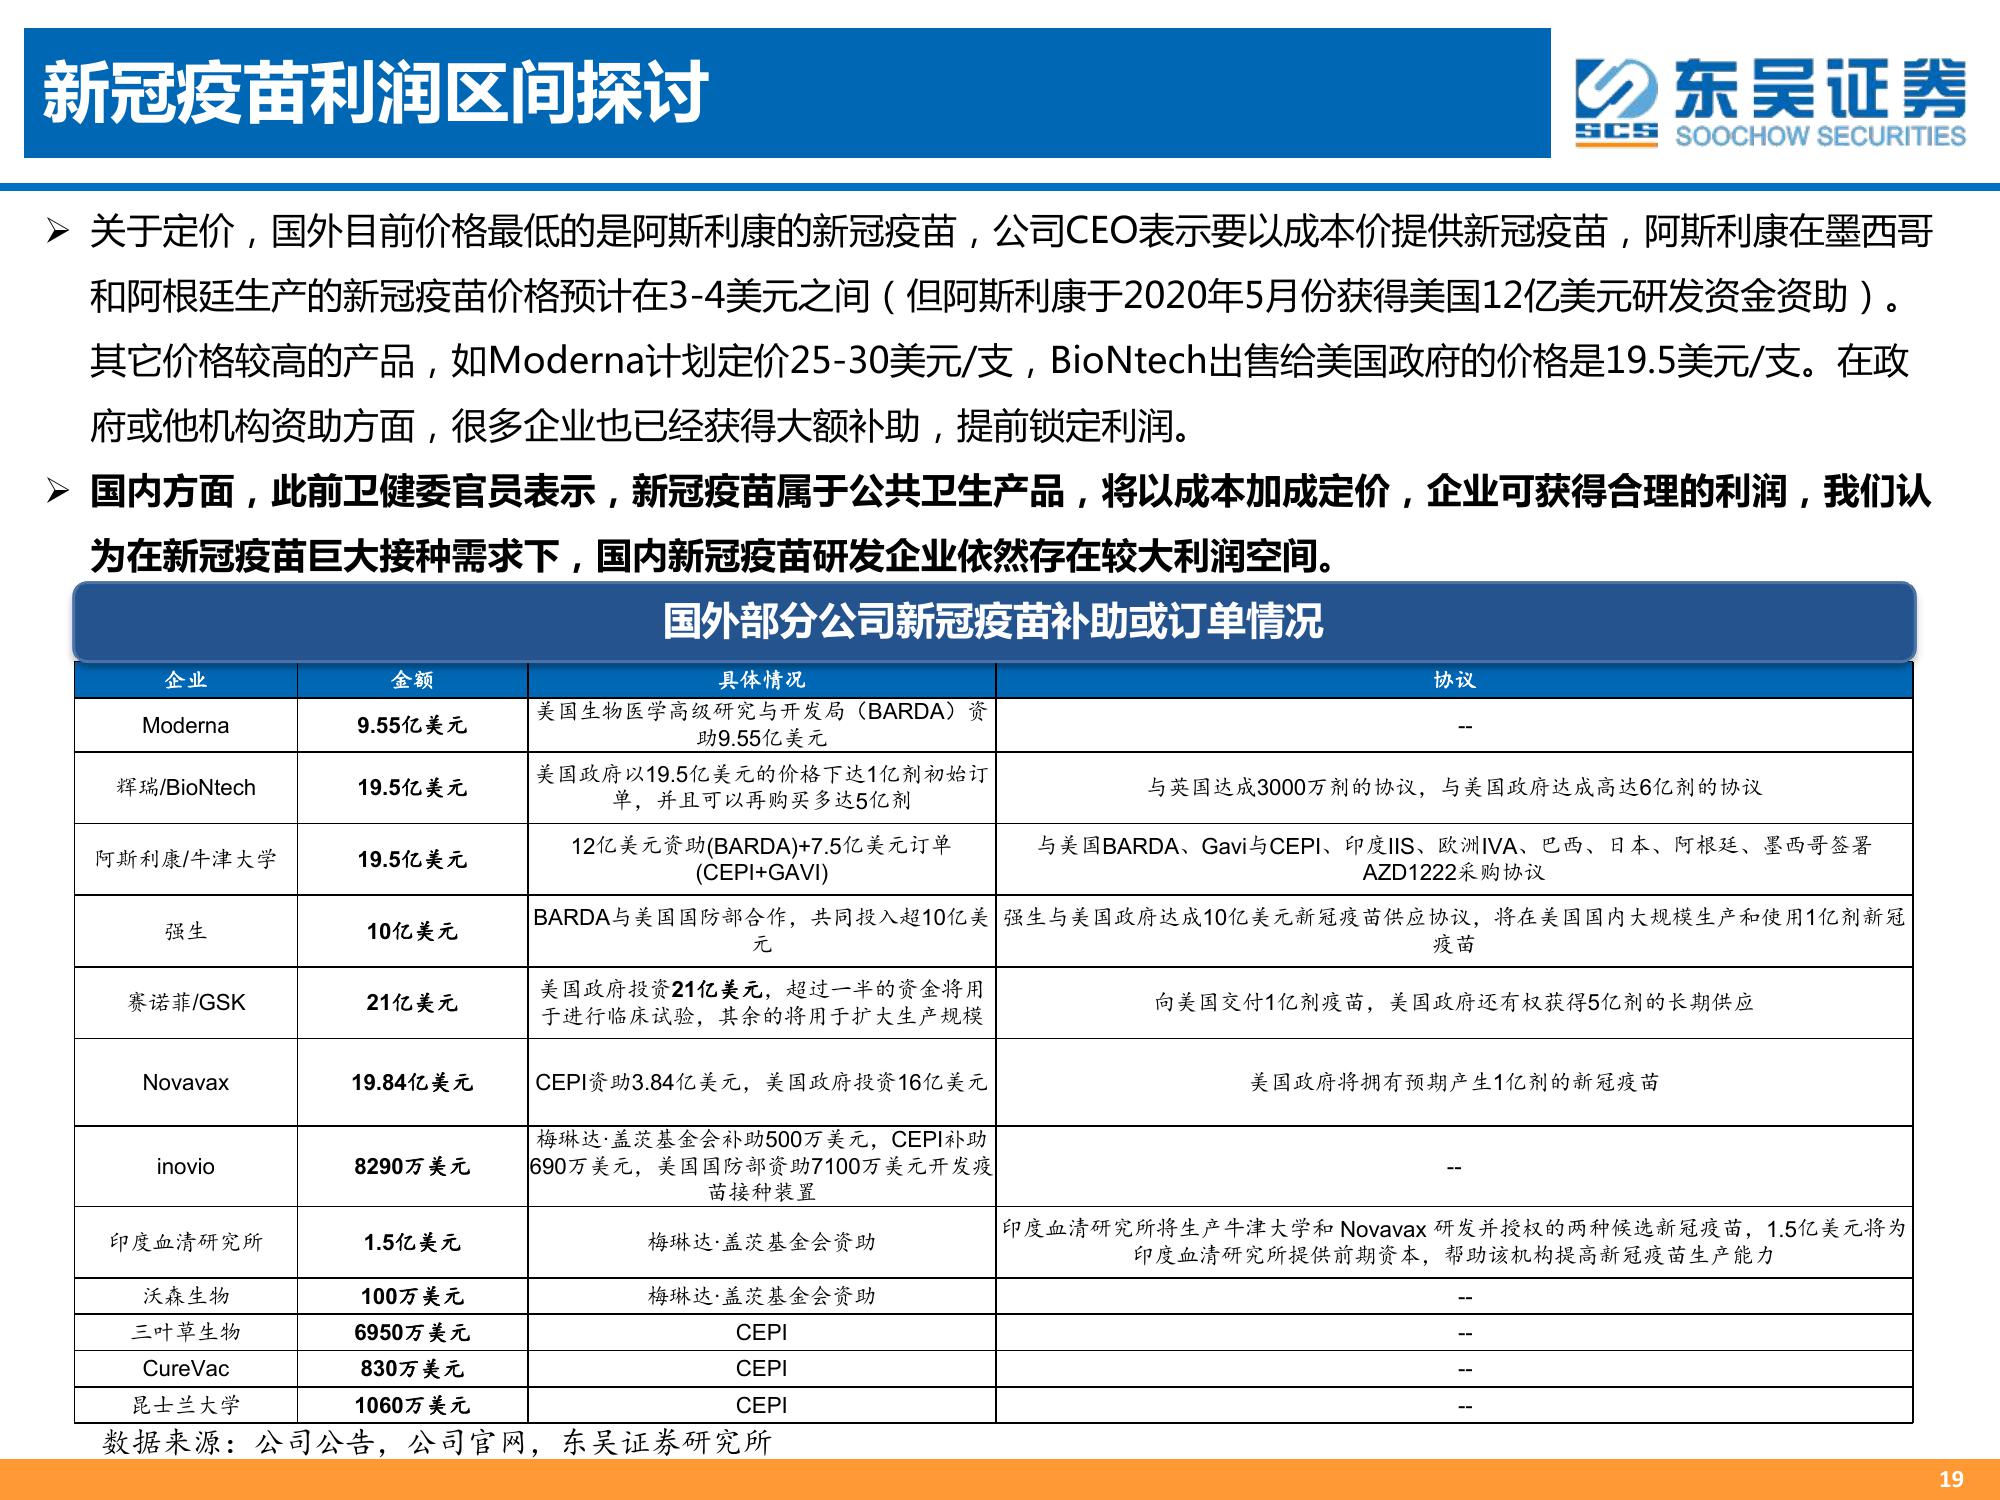 新冠疫苗利润区间探讨
东吴证券
SCS
SOOCHOW SECURITIES
➢ 关于定价，国外目前价格最低的是阿斯利康的新冠疫苗，公司CEO表示要以成本价提供新冠疫苗，阿斯利康在墨西哥
和阿根廷生产的新冠疫苗价格预计在3-4美元之间（但阿斯利康于2020年5月份获得美国12亿美元研发资金资助）。
其它价格较高的产品，如Moderna计划定价25-30美元/支，BioNtech出售给美国政府的价格是19.5美元/支。在政
府或他机构资助方面，很多企业也已经获得大额补助，提前锁定利润。
➢ 国内方面，此前卫健委官员表示，新冠疫苗属于公共卫生产品，将以成本加成定价，企业可获得合理的利润，我们认
为在新冠疫苗巨大接种需求下，国内新冠疫苗研发企业依然存在较大利润空间。
国外部分公司新冠疫苗补助或订单情况
企业 金额 具体情况 协议
Moderna 9.55亿美元 美国生物医学高级研究与开发局（BARDA）资
助9.55亿美元 --
辉瑞/BioNtech 19.5亿美元 美国政府以19.5亿美元的价格下达1亿剂初始订
单，并且可以再购买多达5亿剂 与英国达成3000万剂的协议，与美国政府达成高达6亿剂的协议
阿斯利康/牛津大学 19.5亿美元 12亿美元资助(BARDA)+7.5亿美元订单
(CEPI+GAVI) 与美国BARDA、Gavi与CEPI、印度IIS、欧洲IVA、巴西、日本、阿根廷、墨西哥签署
AZD1222采购协议
强生 10亿美元 BARDA与美国国防部合作，共同投入超10亿美
元 强生与美国政府达成10亿美元新冠疫苗供应协议，将在美国国内大规模生产和使用1亿剂新冠
疫苗
赛诺菲/GSK 21亿美元 美国政府投资21亿美元，超过一半的资金将用
于进行临床试验，其余的将用于扩大生产规模 向美国交付1亿剂疫苗，美国政府还有权获得5亿剂的长期供应
Novavax 19.84亿美元 CEPI资助3.84亿美元，美国政府投资16亿美元 美国政府将拥有预期产生1亿剂的新冠疫苗
inovio 8290万美元 梅琳达·盖茨基金会补助500万美元，CEPI补助
690万美元，美国国防部资助7100万美元开发疫
苗接种装置 --
印度血清研究所 1.5亿美元 梅琳达·盖茨基金会资助 印度血清研究所将生产牛津大学和 Novavax 研发并授权的两种候选新冠疫苗，1.5亿美元将为
印度血清研究所提供前期资本，帮助该机构提高新冠疫苗生产能力
沃森生物 100万美元 梅琳达·盖茨基金会资助 --
三叶草生物 6950万美元 CEPI --
CureVac 830万美元 CEPI --
昆士兰大学 1060万美元 CEPI --
数据来源：公司公告，公司官网，东吴证券研究所
19